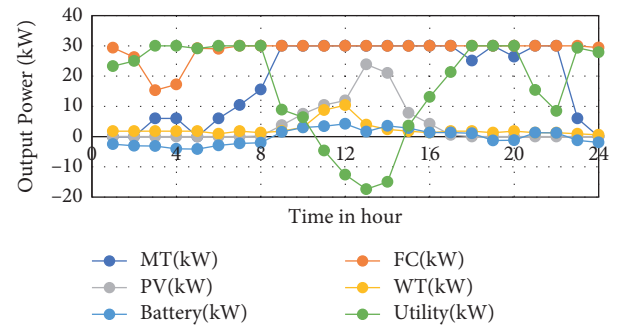 40
30
20
10
0
−10
−20
0
4
8
12
16
20
24
Output Power (kW)
Time in hour
MT(kW) FC(kW)
PV(kW) WT(kW)
Battery(kW) Utility(kW)